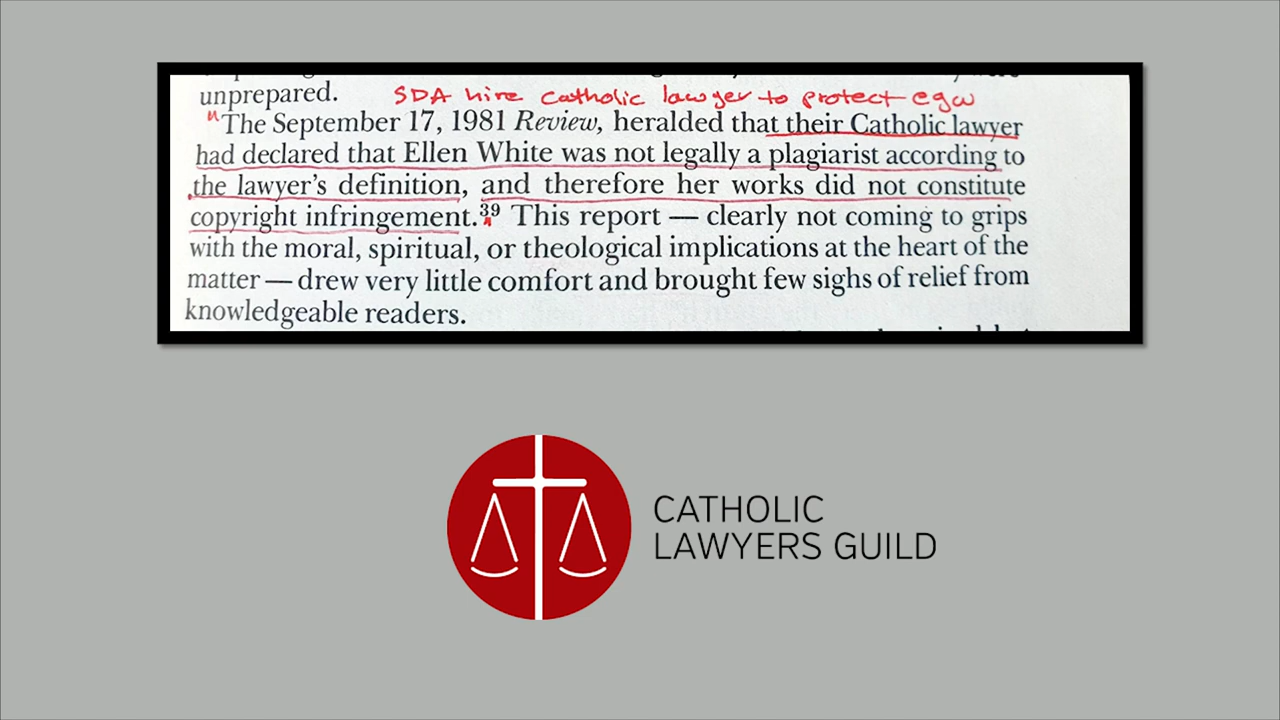 unprepared.
SDA hire catholic lawyer to protect egw
"The September 17, 1981 Review, heralded that their Catholic lawyer
had declared that Ellen White was not legally a plagiarist according to
the lawyer's definition, and therefore her works did not constitute
copyright infringement.39 This report — clearly not coming to grips
with the moral, spiritual, or theological implications at the heart of the
matter — drew very little comfort and brought few sighs of relief from
knowledgeable readers.
CATHOLIC
LAWYERS GUILD